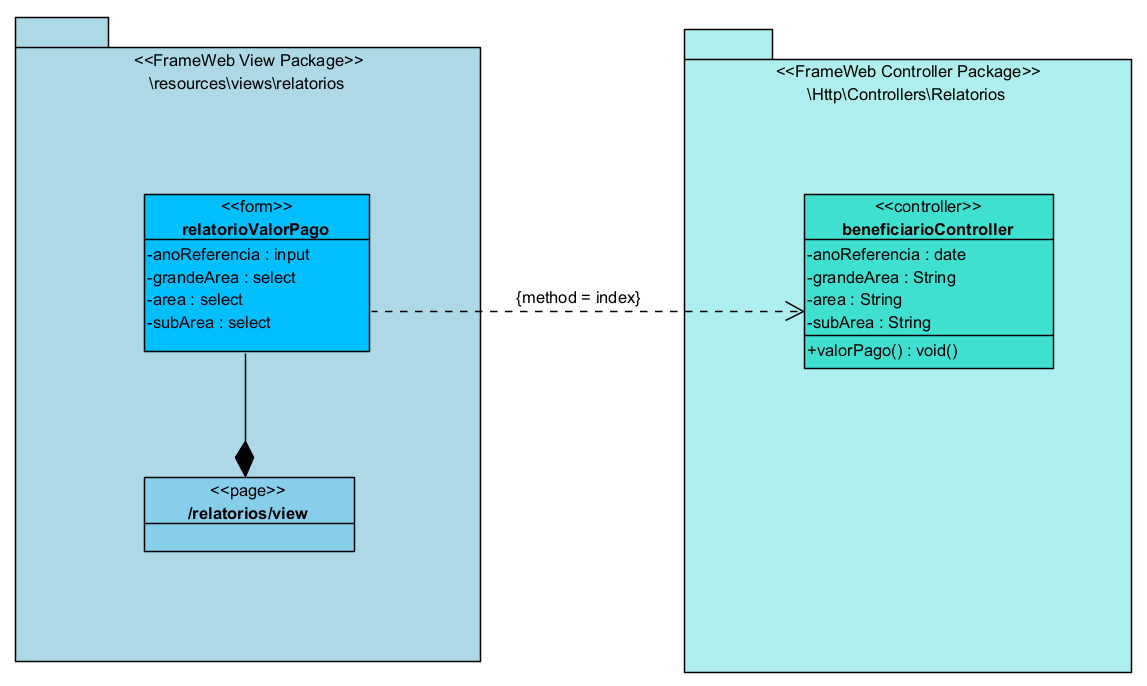 <<FrameWeb View Package>>
\resources\views\relatorios
<<form>>
relatorioValorPago
-anoReferencia : input
-grandeArea : select
-area : select
-subArea : select
<<page>>
/relatorios/view
{method = index}
<<FrameWeb Controller Package>>
\Http\Controllers\Relatorios
<<controller>>
beneficiarioController
-anoReferencia : date
-grandeArea : String
-area : String
-subArea : String
+valorPago() : void()